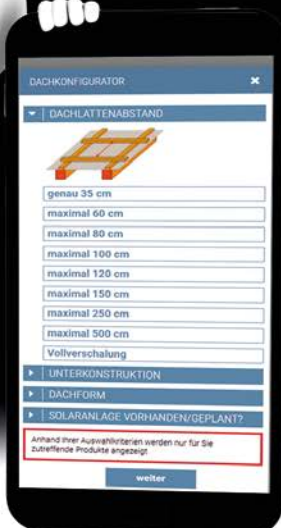 DACHKONFIGURATOR
DACHLATTENABSTAND
genau 35 cm
maximal 60 cm
maximal 80 cm
maximal 100 cm
maximal 120 cm
maximal 150 cm
maximal 250 cm
maximal 500 cm
Vollverschalung
UNTERKONSTRUKTION
DACHFORM
SOLARANLAGE VORHANDEN/GEPLANT?
Anhand Ihrer Auswahlkriterien werden nur für Sie
zutreffende Produkte angezeigt
weiter